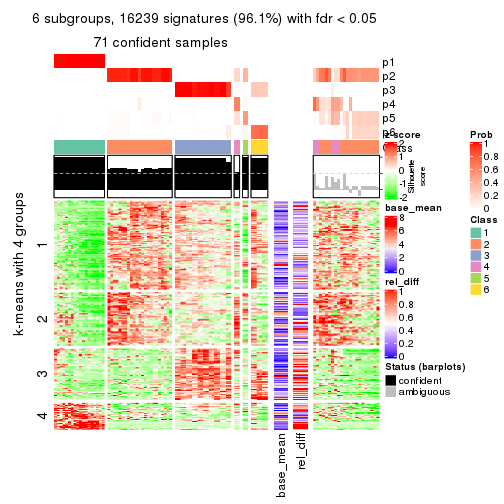 6 subgroups, 16239 signatures (96.1%) with fdr < 0.05
71 confident samples
p1
p2
p3
p4
p5
p6
Class
z-score
2
1
0
-1
-2
Silhouette
score
Prob
1
0.8
0.6
0.4
0.2
0
base_mean
8
6
4
2
0
Class
1
2
3
4
5
6
rel_diff
1
0.8
0.6
0.4
0.2
0
Status (barplots)
confident
ambiguous
k-means with 4 groups
1
2
3
4
base_mean
rel_diff